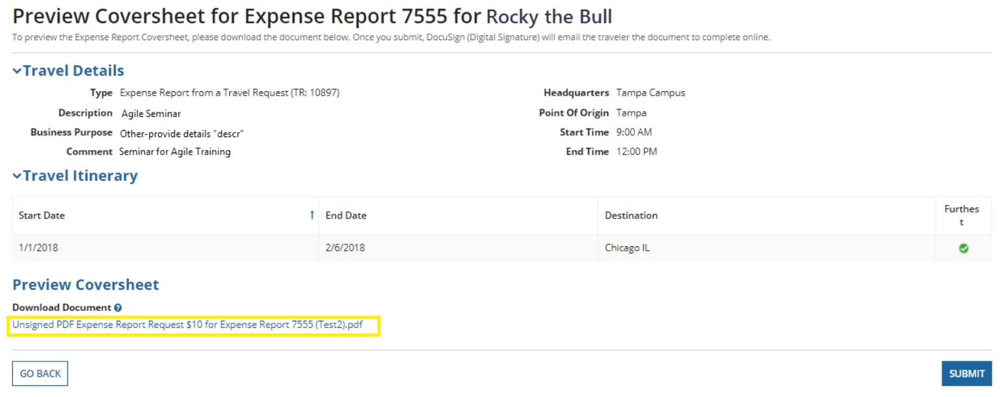 Preview Coversheet for Expense Report 7555 for Rocky the Bull
To preview the Expense Report Coversheet, please download the document below. Once you submit, DocuSign (Digital Signature) will email the traveler the document to complete online.
Travel Details
Type Expense Report from a Travel Request (TR: 10897)
Headquarters Tampa Campus
Description Agile Seminar
Point Of Origin Tampa
Business Purpose Other-provide details "descr"
Start Time 9:00 AM
Comment Seminar for Agile Training
End Time 12:00 PM
Travel Itinerary
Start Date ↑ End Date Destination Furthes
t
1/1/2018 2/6/2018 Chicago IL
Preview Coversheet
Download Document ?
Unsigned PDF Expense Report Request $10 for Expense Report 7555 (Test2).pdf
GO BACK SUBMIT